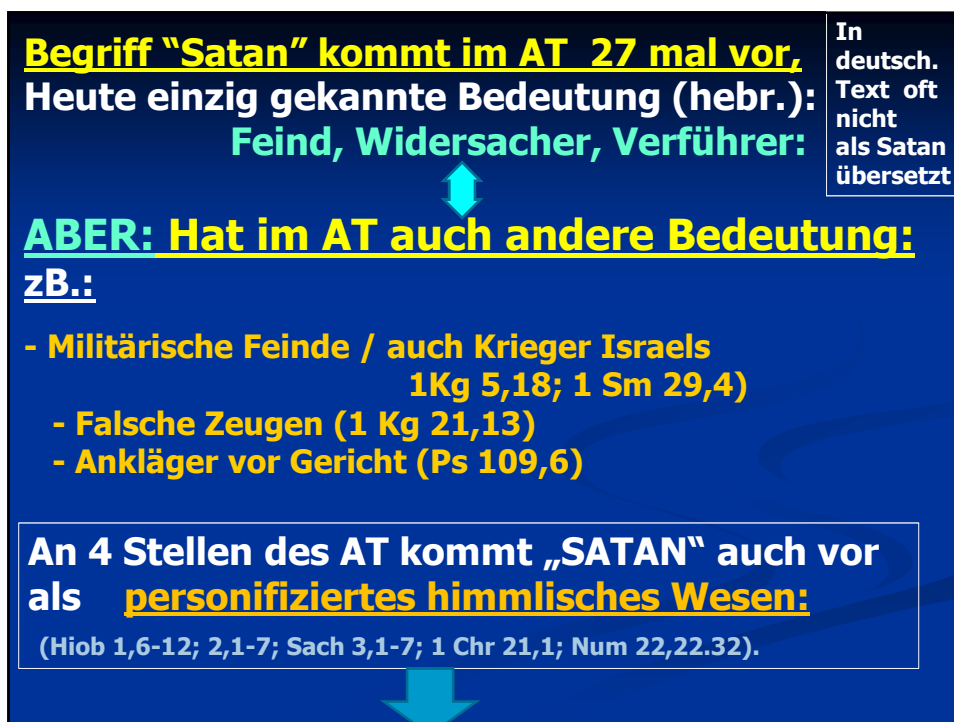 Begriff “Satan” kommt im AT 27 mal vor,
Heute einzig gekannte Bedeutung (hebr.):
Feind, Widersacher, Verführer:
In
deutsch.
Text oft
nicht
als Satan
übersetzt
ABER: Hat im AT auch andere Bedeutung:
zB.:
- Militärische Feinde / auch Krieger Israels
1Kg 5,18; 1 Sm 29,4)
- Falsche Zeugen (1 Kg 21,13)
- Ankläger vor Gericht (Ps 109,6)
An 4 Stellen des AT kommt „SATAN“ auch vor
als personifiziertes himmlisches Wesen:
(Hiob 1,6-12; 2,1-7; Sach 3,1-7; 1 Chr 21,1; Num 22,22.32).